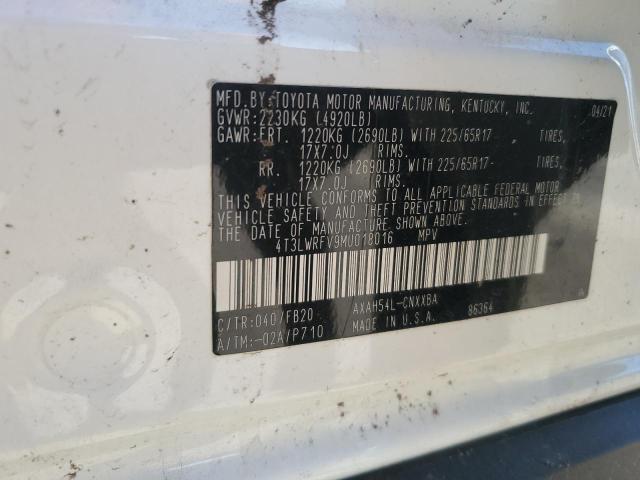 MFD.BY:TOYOTA MOTOR MANUFACTURING, KENTUCKY, INC. 04/21
GVWR:2230KG (4920LB)
GAWR:FRT. 1220KG (2690LB) WITH 225/65R17 TIRES,
17X7.0J RIMS.
RR. 1220KG (2690LB) WITH 225/65R17 TIRES,
17X7.0J RIMS.
THIS VEHICLE CONFORMS TO ALL APPLICABLE FEDERAL MOTOR
VEHICLE SAFETY AND THEFT PREVENTION STANDARDS IN EFFECT ON
THE DATE OF MANUFACTURE SHOWN ABOVE.
4T3LWRFV9MU018016 MPV
C/TR:040/FB20 AXAH54L-CNXXBA
A/TM:-02A/P710 MADE IN U.S.A. 86364